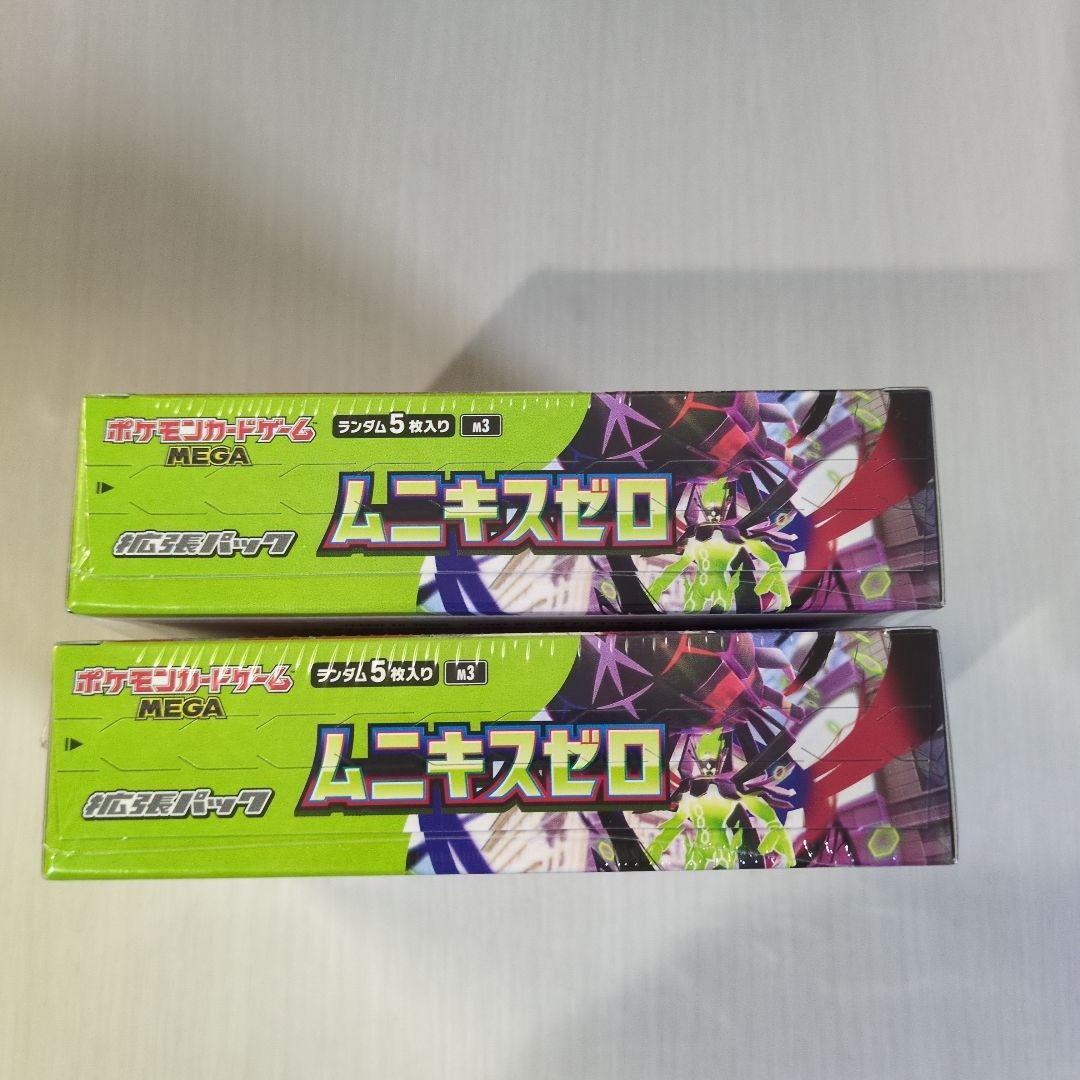 ポケモンカードゲーム
MEGA
ランダム5枚入り M3
ムニキスゼロ
拡張パック
ポケモンカードゲーム
MEGA
ランダム5枚入り M3
ムニキスゼロ
拡張パック